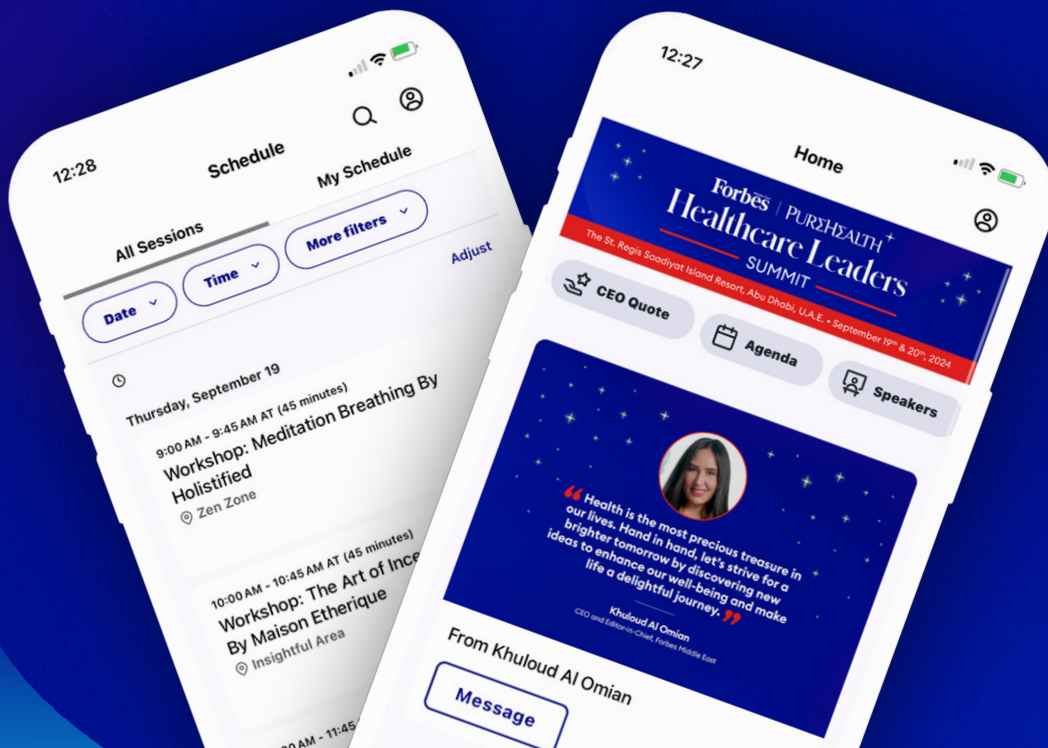 12:28
Schedule
All Sessions
My Schedule
Date
Time
More filters
Adjust
Thursday, September 19
9:00 AM - 9:45 AM AT (45 minutes)
Workshop: Meditation Breathing By
Holistified
Zen Zone
10:00 AM - 10:45 AM AT (45 minutes)
Workshop: The Art of Ince
By Maison Etherique
Insightful Area
AM - 11:45
12:27
Home
Forbes
PUREHEALTH
Healthcare Leaders
SUMMIT
The St. Regis Saadiyat Island Resort, Abu Dhabi, U.A.E. • September 19th & 20th, 2024
CEO Quote
Agenda
Speakers
“ Health is the most precious treasure in
our lives. Hand in hand, let's strive for a
brighter tomorrow by discovering new
ideas to enhance our well-being and make
life a delightful journey. ”
Khuloud Al Omian
CEO and Editor-in-Chief, Forbes Middle East
From Khuloud Al Omian
Message